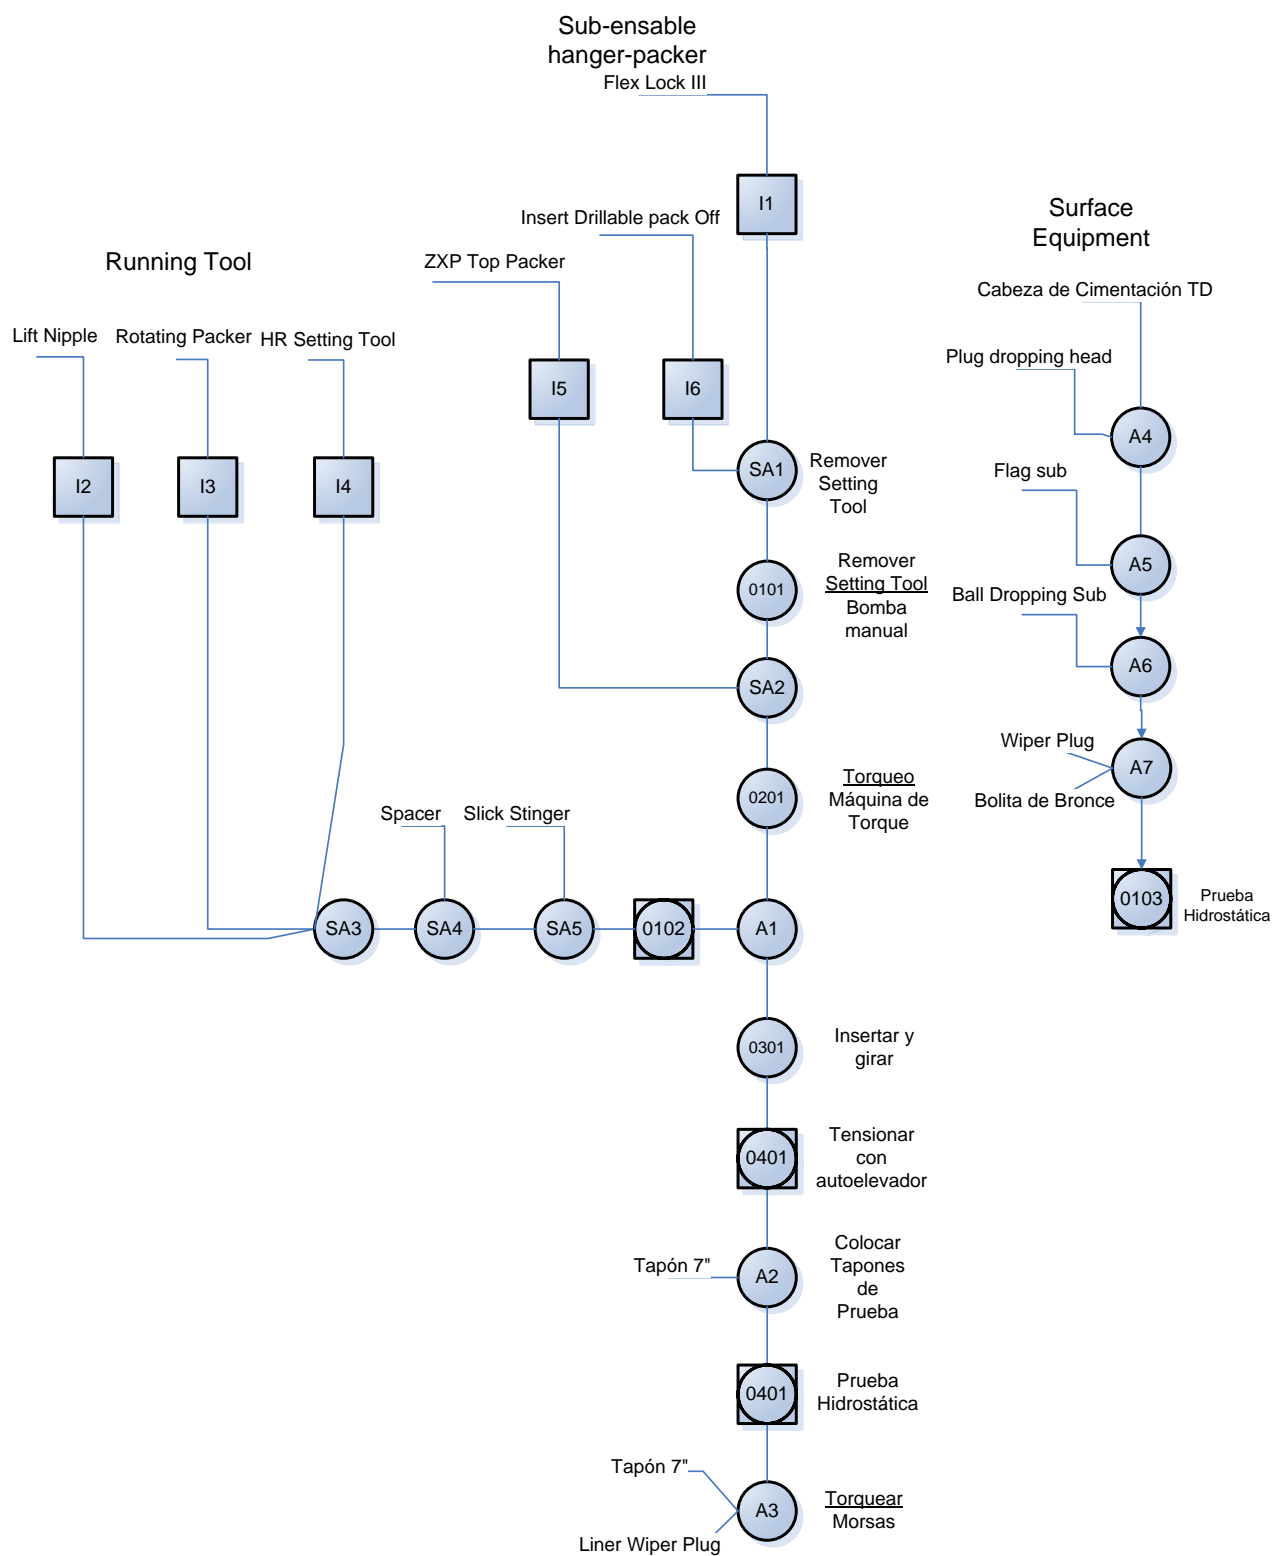 Sub-ensable
hanger-packer
Flex Lock III
I1
Insert Drillable pack Off
Surface
Equipment
Running Tool
ZXP Top Packer
Cabeza de Cimentación TD
Lift Nipple
Rotating Packer
HR Setting Tool
Plug dropping head
I5
I6
A4
SA1
Remover
Setting
Tool
Flag sub
I2
I3
I4
A5
Remover
Setting Tool
Bomba
manual
0101
Ball Dropping Sub
A6
SA2
Wiper Plug
A7
Bolita de Bronce
Torqueo
Máquina de
Torque
0201
Spacer
Slick Stinger
0103
Prueba
Hidrostática
SA3
SA4
SA5
0102
A1
0301
Insertar y
girar
0401
Tensionar
con
autoelevador
Tapón 7"
A2
Colocar
Tapones
de
Prueba
0401
Prueba
Hidrostática
Tapón 7"
A3
Torquear
Morsas
Liner Wiper Plug